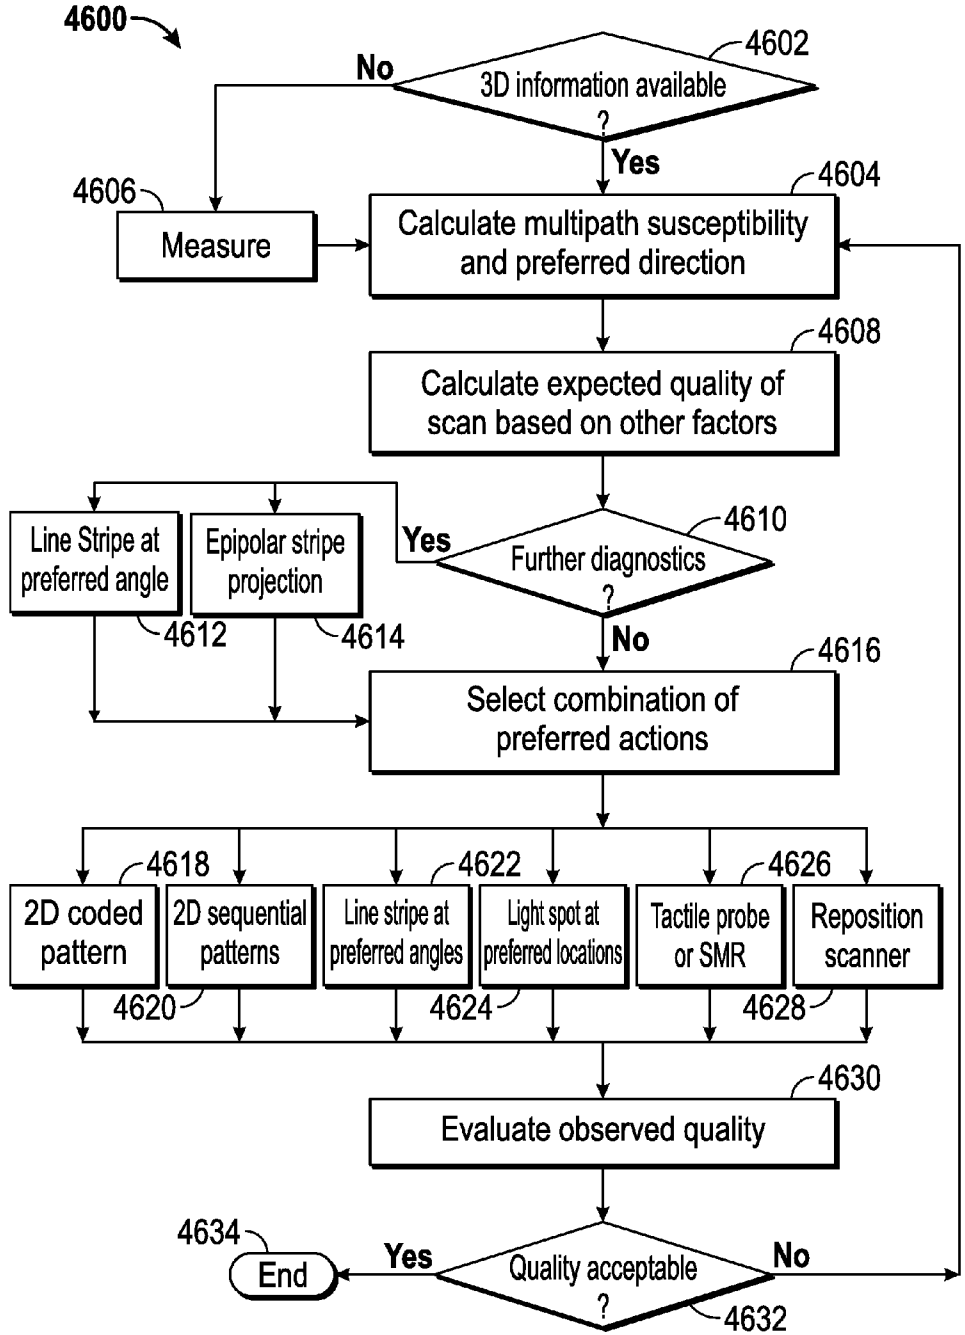 4600
4602
No
3D information available
?
Yes
4606
4604
Measure
Calculate multipath susceptibility
and preferred direction
4608
Calculate expected quality of
scan based on other factors
4610
Yes
Line Stripe at
preferred angle
Epipolar stripe
projection
Further diagnostics
?
4612
4614
No
4616
Select combination of
preferred actions
4618
4622
4626
2D coded
pattern
2D sequential
patterns
Line stripe at
preferred angles
Light spot at
preferred locations
Tactile probe
or SMR
Reposition
scanner
4620
4624
4628
4630
Evaluate observed quality
4634
Yes
No
End
Quality acceptable
?
4632